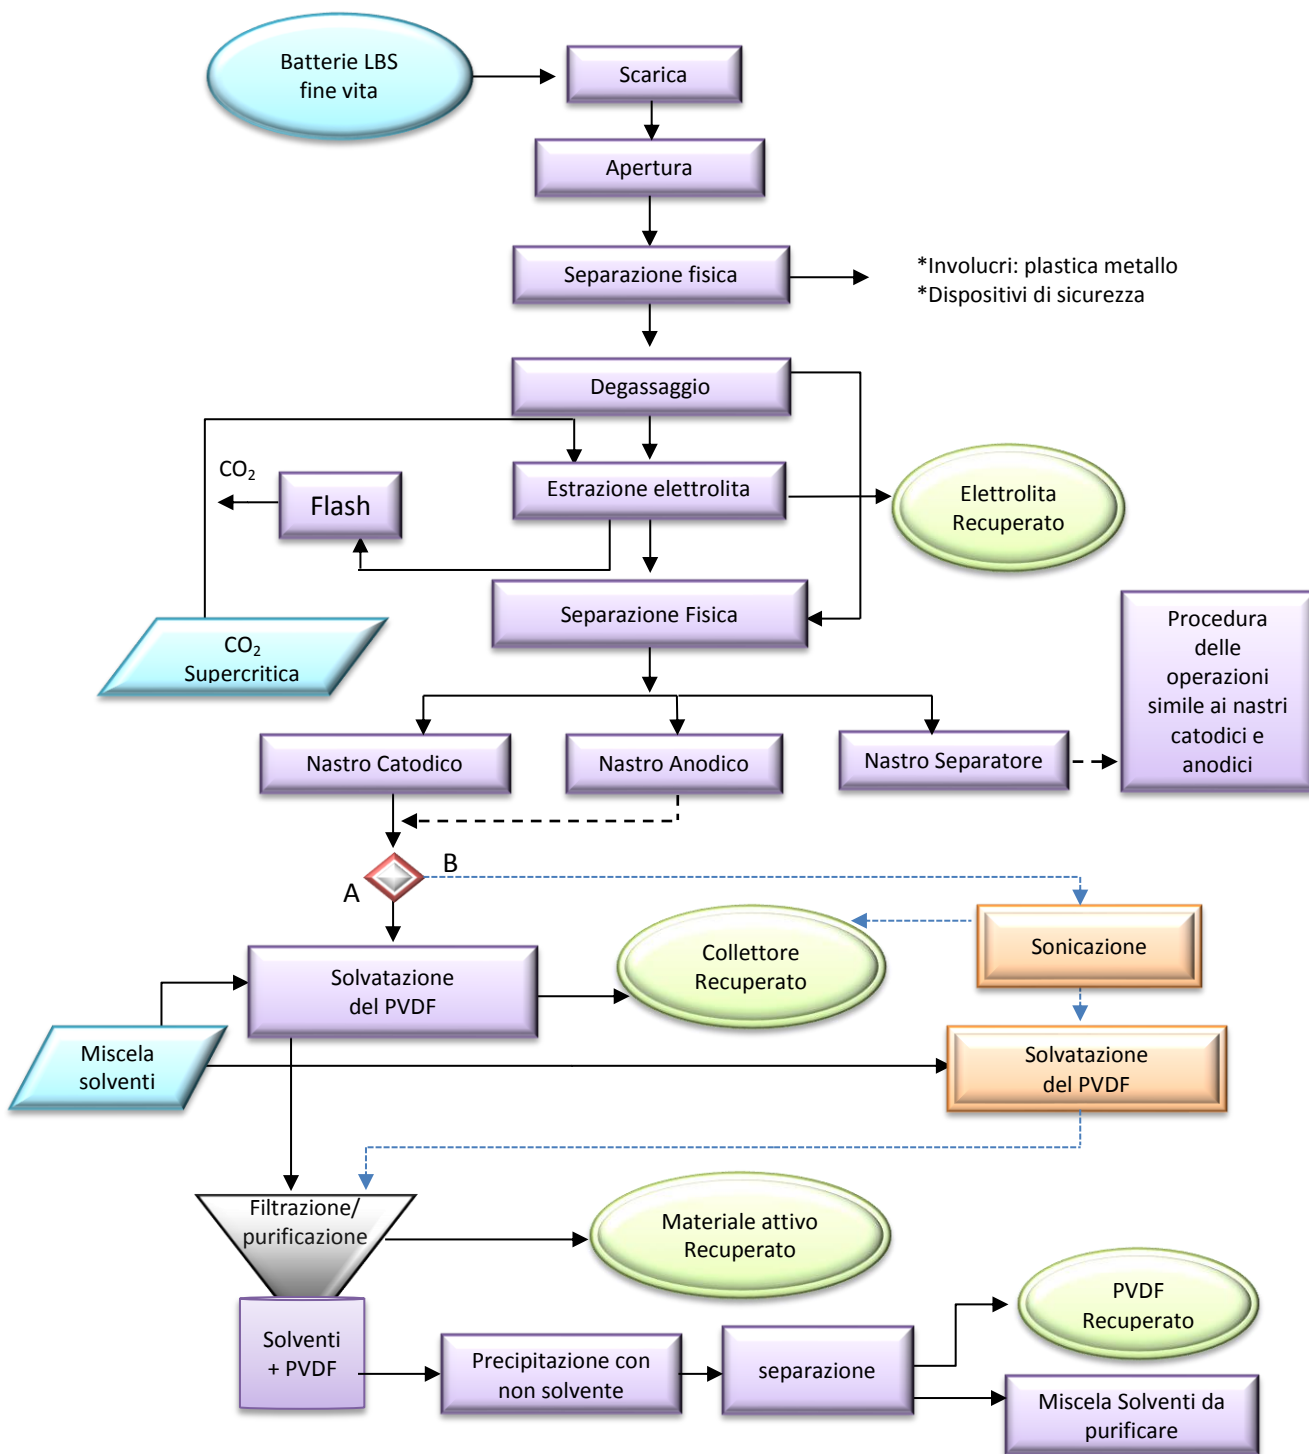 Batterie LBS
fine vita
Scarica
Apertura
Separazione fisica
*Involucri: plastica metallo
*Dispositivi di sicurezza
Degassaggio
CO₂
Flash
Estrazione elettrolita
Elettrolita
Recuperato
Separazione Fisica
CO₂
Supercritica
Procedura
delle
operazioni
simile ai nastri
catodici e
anodici
Nastro Catodico
Nastro Anodico
Nastro Separatore
A
B
Solvatazione
del PVDF
Collettore
Recuperato
Sonicazione
Miscela
solventi
Solvatazione
del PVDF
Filtrazione/
purificazione
Materiale attivo
Recuperato
Solventi
+ PVDF
Precipitazione con
non solvente
separazione
PVDF
Recuperato
Miscela Solventi da
purificare